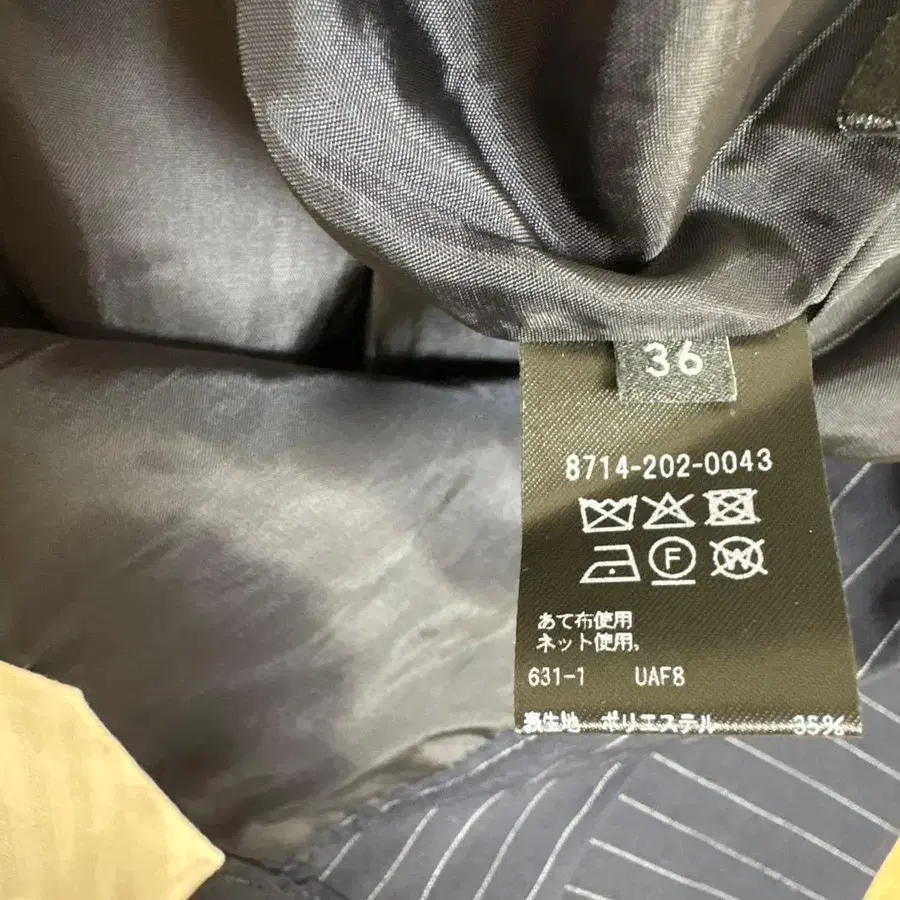 36
8714-202-0043
F
W
あて布使用
ネット使用。
631-1 UAF8
表生地 ポリエステル 35%